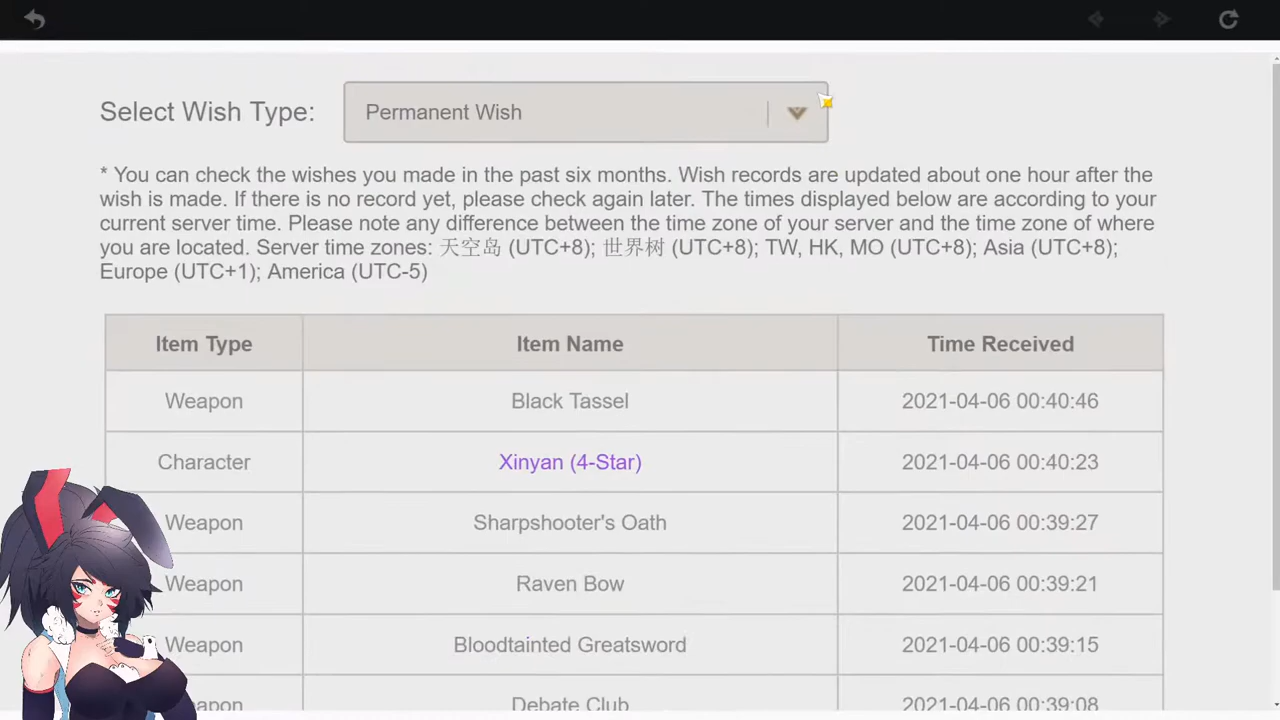 Select Wish Type: Permanent Wish
* You can check the wishes you made in the past six months. Wish records are updated about one hour after the
wish is made. If there is no record yet, please check again later. The times displayed below are according to your
current server time. Please note any difference between the time zone of your server and the time zone of where
you are located. Server time zones: 天空岛 (UTC+8); 世界树 (UTC+8); TW, HK, MO (UTC+8); Asia (UTC+8);
Europe (UTC+1); America (UTC-5)
Item Type Item Name Time Received
Weapon Black Tassel 2021-04-06 00:40:46
Character Xinyan (4-Star) 2021-04-06 00:40:23
Weapon Sharpshooter's Oath 2021-04-06 00:39:27
Weapon Raven Bow 2021-04-06 00:39:21
Weapon Bloodtainted Greatsword 2021-04-06 00:39:15
Weapon Debate Club 2021-04-06 00:39:08